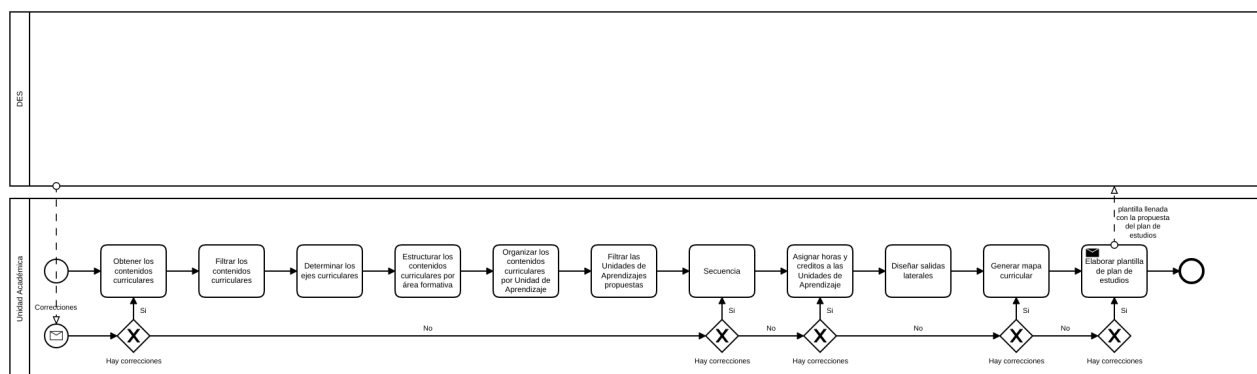 DES
plantilla llenada
con la propuesta
del plan de
estudios
Unidad Académica
Obtener los
contenidos
curriculares
Filtrar los
contenidos
curriculares
Determinar los
ejes curriculares
Estructurar los
contenidos
curriculares por
área formativa
Organizar los
contenidos
curriculares
por Unidad de
Aprendizaje
Filtrar las
Unidades de
Aprendizajes
propuestas
Secuencia
Asignar horas y
creditos a las
Unidades de
Aprendizaje
Diseñar salidas
laterales
Generar mapa
curricular
Elaborar plantilla
de plan de
estudios
Correcciones
Si
Si
Si
Si
Si
No
No
No
No
Hay correcciones
Hay correcciones
Hay correcciones
Hay correcciones
Hay correcciones